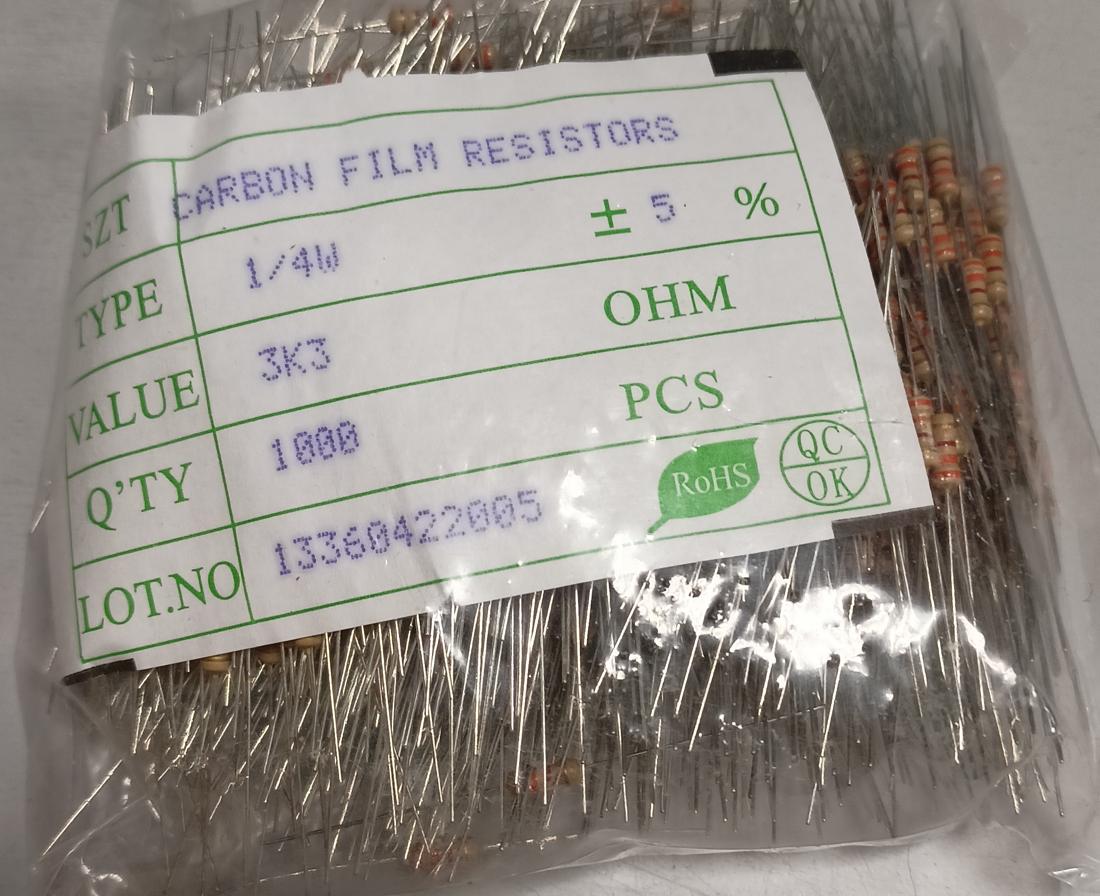 SZT CARBON FILM RESISTORS
TYPE 1/4W ± 5 %
VALUE 3K3 OHM
Q'TY 1000 PCS
LOT.NO 13360422005 RoHS QC OK